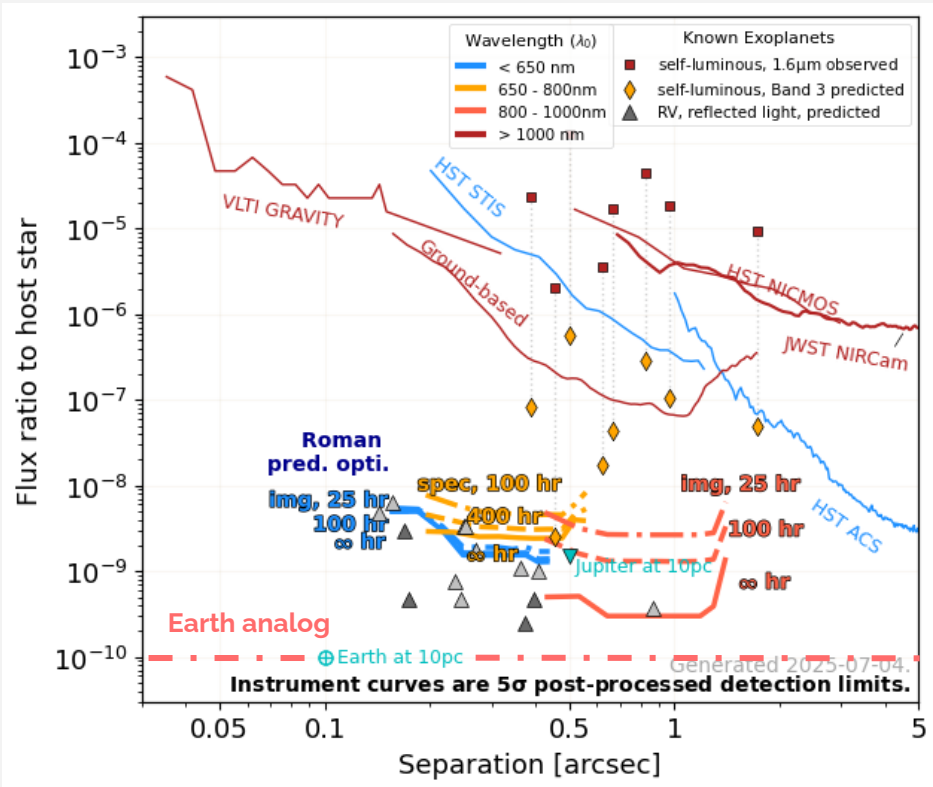 Wavelength (λ₀)
< 650 nm
650 - 800nm
800 - 1000nm
> 1000 nm
Known Exoplanets
self-luminous, 1.6μm observed
self-luminous, Band 3 predicted
RV, reflected light, predicted
Flux ratio to host star
10⁻³
10⁻⁴
10⁻⁵
10⁻⁶
10⁻⁷
10⁻⁸
10⁻⁹
10⁻¹⁰
VLTI GRAVITY
HST STIS
Ground-based
HST NICMOS
JWST NIRCam
HST ACS
Roman
pred. opti.
img, 25 hr
100 hr
∞ hr
spec, 100 hr
400 hr
∞ hr
img, 25 hr
100 hr
∞ hr
Jupiter at 10pc
Earth analog
Earth at 10pc
Generated 2025-07-04.
Instrument curves are 5σ post-processed detection limits.
0.05
0.1
0.5
1
5
Separation [arcsec]